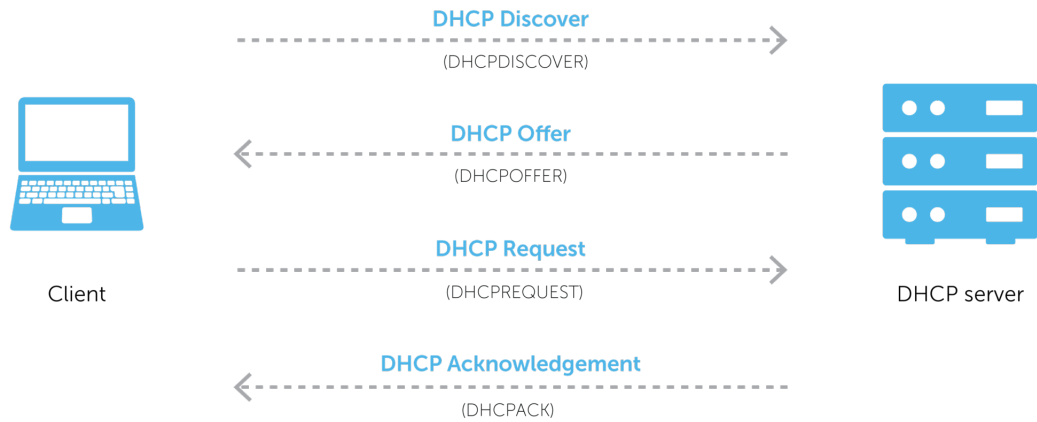 DHCP Discover
(DHCPDISCOVER)
DHCP Offer
(DHCPOFFER)
DHCP Request
(DHCPREQUEST)
Client
DHCP server
DHCP Acknowledgement
(DHCPACK)